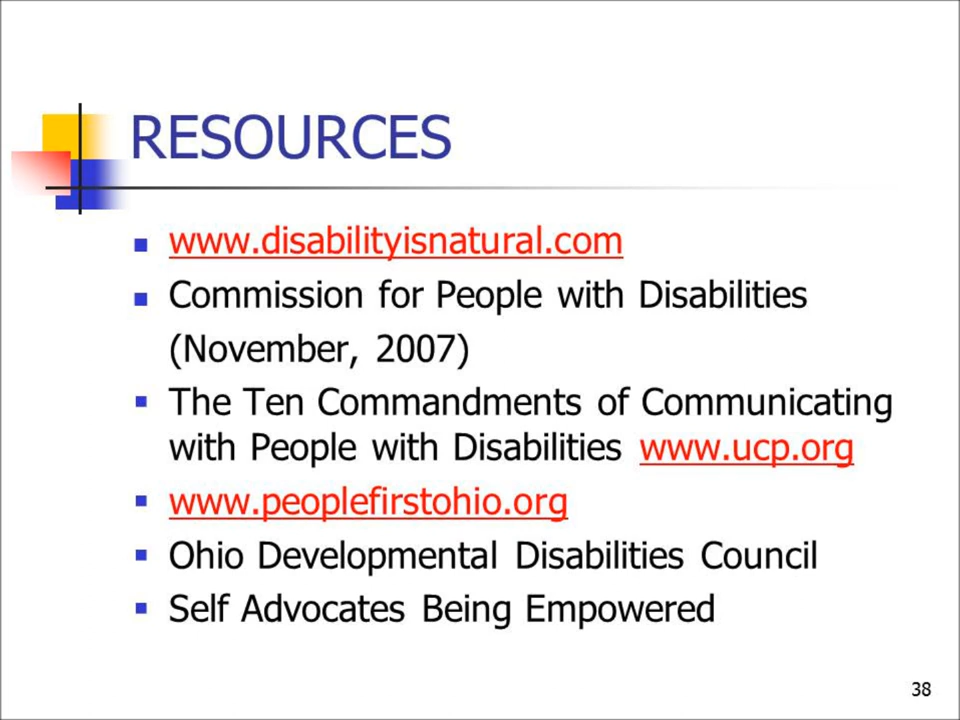 RESOURCES
www.disabilityisnatural.com
Commission for People with Disabilities
(November, 2007)
The Ten Commandments of Communicating
with People with Disabilities www.ucp.org
www.peoplefirstohio.org
Ohio Developmental Disabilities Council
Self Advocates Being Empowered
38